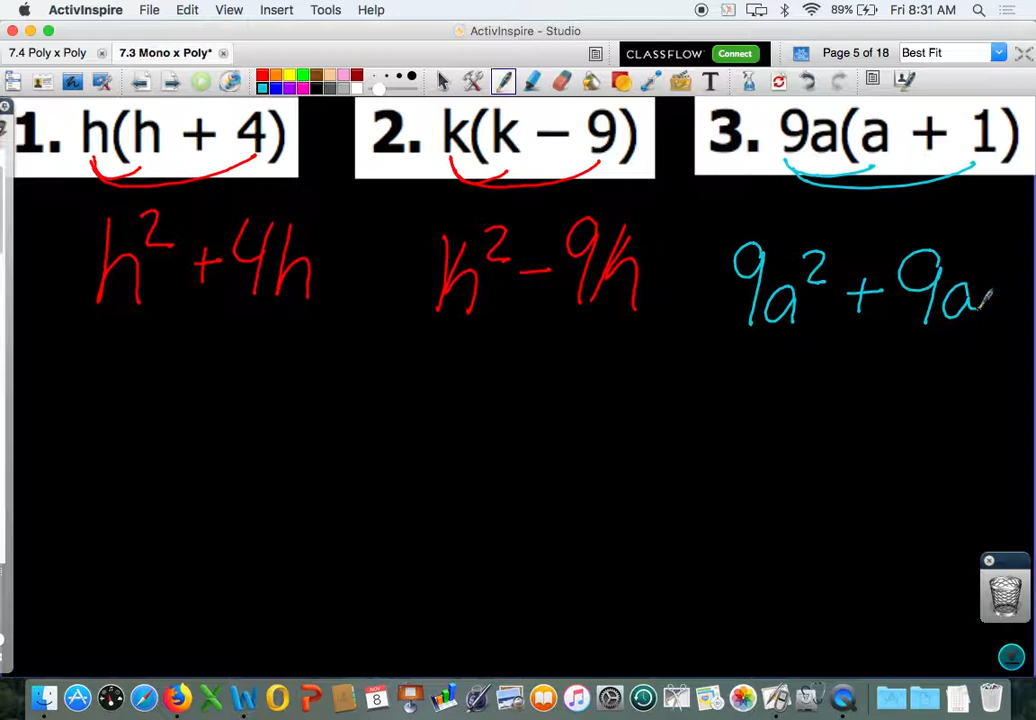 ActivInspire File Edit View Insert Tools Help 89% Fri 8:31 AM
ActivInspire - Studio
7.4 Poly x Poly 7.3 Mono x Poly* CLASSFLOW Connect Page 5 of 18 Best Fit
1. h(h + 4) 2. k(k − 9) 3. 9a(a + 1)
h² + 4h k² − 9k 9a² + 9a
NOV
8